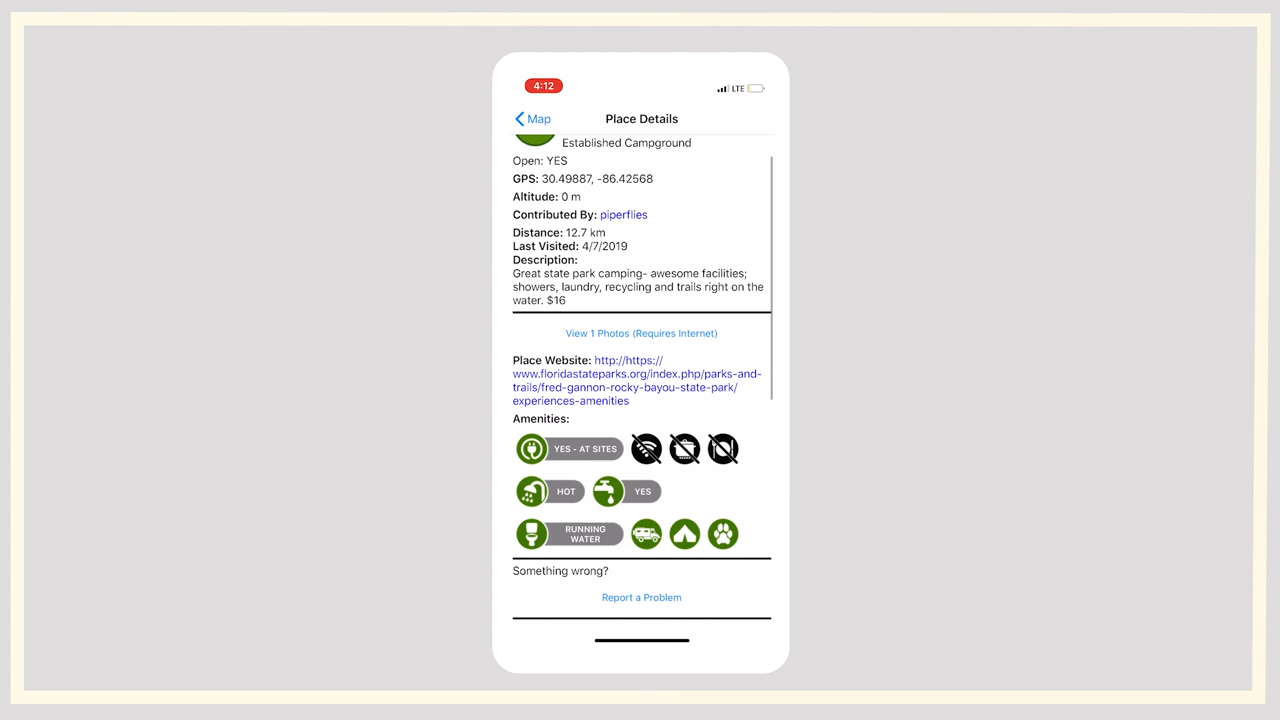 4:12
LTE
Map
Place Details
Established Campground
Open: YES
GPS: 30.49887, -86.42568
Altitude: 0 m
Contributed By: piperflies
Distance: 12.7 km
Last Visited: 4/7/2019
Description:
Great state park camping- awesome facilities;
showers, laundry, recycling and trails right on the
water. $16
View 1 Photos (Requires Internet)
Place Website: http://https://
www.floridastateparks.org/index.php/parks-and-
trails/fred-gannon-rocky-bayou-state-park/
experiences-amenities
Amenities:
YES - AT SITES
HOT
YES
RUNNING
WATER
Something wrong?
Report a Problem